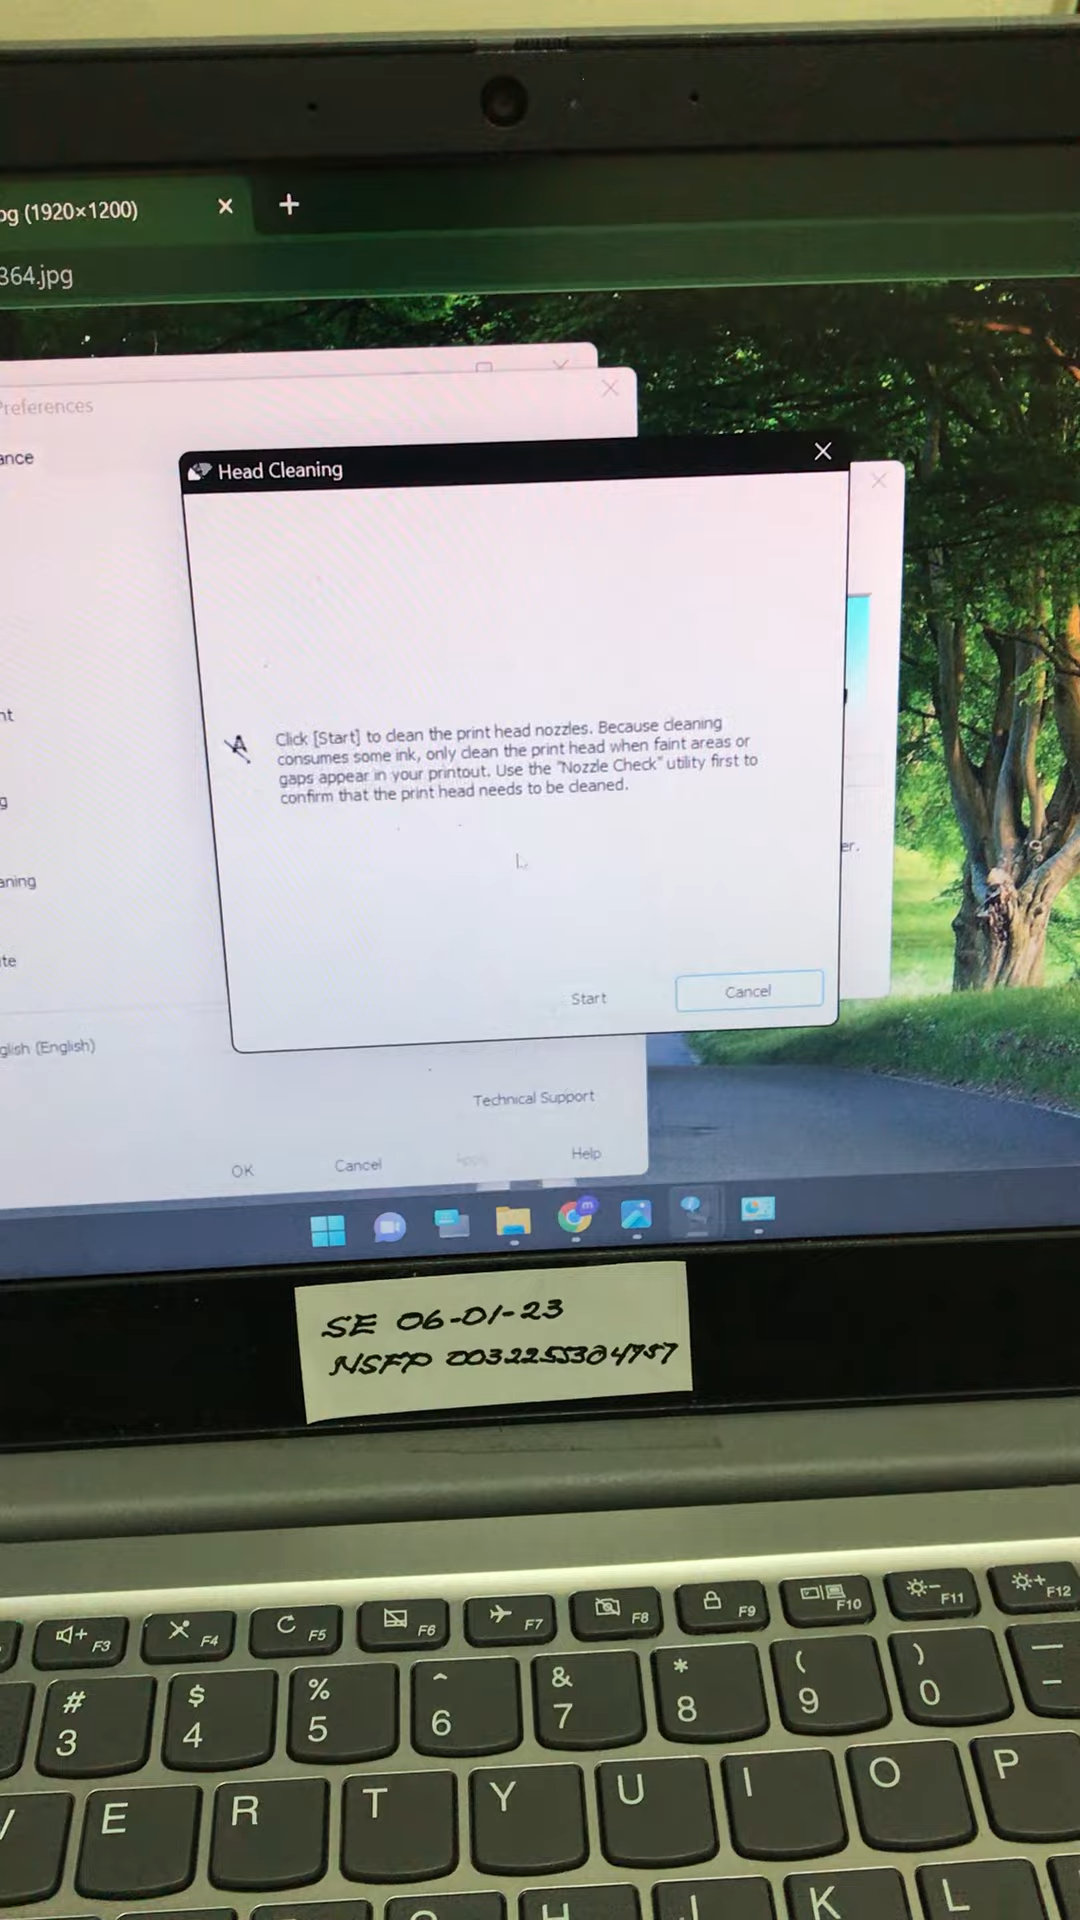 pg (1920×1200)
364.jpg
Preferences
ance
Head Cleaning
Click [Start] to clean the print head nozzles. Because cleaning
consumes some ink, only clean the print head when faint areas or
gaps appear in your printout. Use the "Nozzle Check" utility first to
confirm that the print head needs to be cleaned.
nt
g
er.
aning
te
Start
Cancel
glish (English)
Technical Support
OK
Cancel
Apply
Help
m
SE 06-01-23
F3
F4
F5
F6
F7
F8
F9
F10
F11
F12
# 3
$ 4
% 5
^ 6
& 7
* 8
( 9
) 0
E R T Y U I O P
H J K L